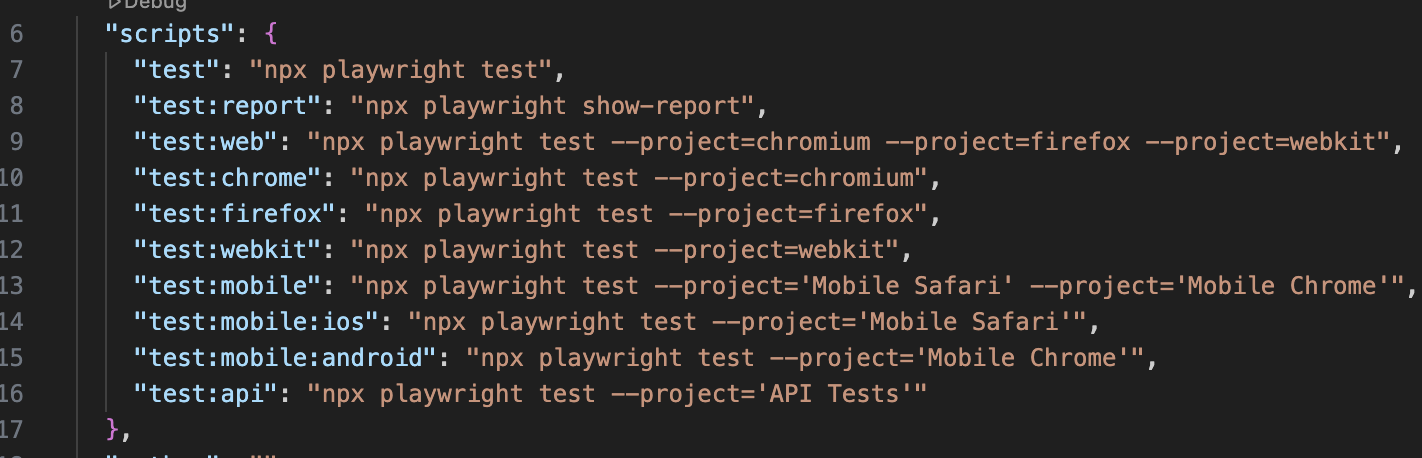 Debug
6 "scripts": {
7 "test": "npx playwright test",
8 "test:report": "npx playwright show-report",
9 "test:web": "npx playwright test --project=chromium --project=firefox --project=webkit",
10 "test:chrome": "npx playwright test --project=chromium",
11 "test:firefox": "npx playwright test --project=firefox",
12 "test:webkit": "npx playwright test --project=webkit",
13 "test:mobile": "npx playwright test --project='Mobile Safari' --project='Mobile Chrome'",
14 "test:mobile:ios": "npx playwright test --project='Mobile Safari'",
15 "test:mobile:android": "npx playwright test --project='Mobile Chrome'",
16 "test:api": "npx playwright test --project='API Tests'"
17 },